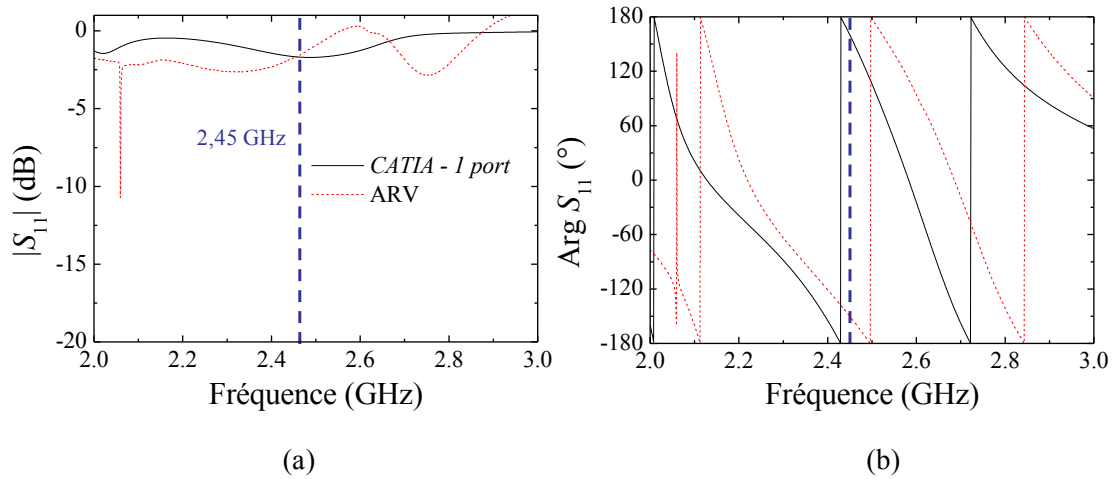 0
-5
-10
-15
-20
|S11| (dB)
2,45 GHz
CATIA - 1 port
ARV
2.0 2.2 2.4 2.6 2.8 3.0
Fréquence (GHz)
(a)
180
120
60
0
-60
-120
-180
Arg S11 (°)
2.0 2.2 2.4 2.6 2.8 3.0
Fréquence (GHz)
(b)